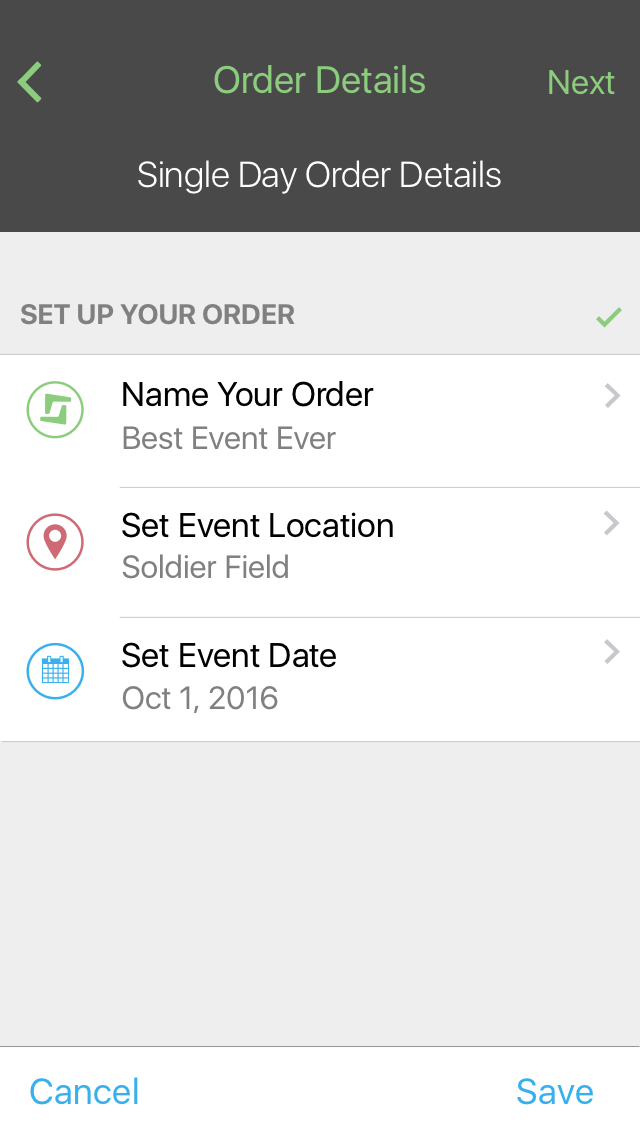 Order Details
Next
Single Day Order Details
SET UP YOUR ORDER
Name Your Order
Best Event Ever
Set Event Location
Soldier Field
Set Event Date
Oct 1, 2016
Cancel
Save